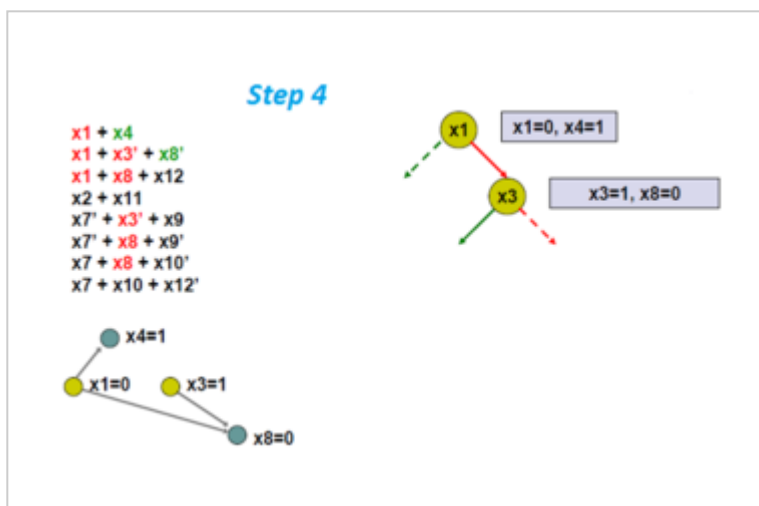 Step 4
x1 + x4
x1 + x3' + x8'
x1 + x8 + x12
x2 + x11
x7' + x3' + x9
x7' + x8 + x9'
x7 + x8 + x10'
x7 + x10 + x12'
x1
x1=0, x4=1
x3
x3=1, x8=0
x4=1
x1=0
x3=1
x8=0